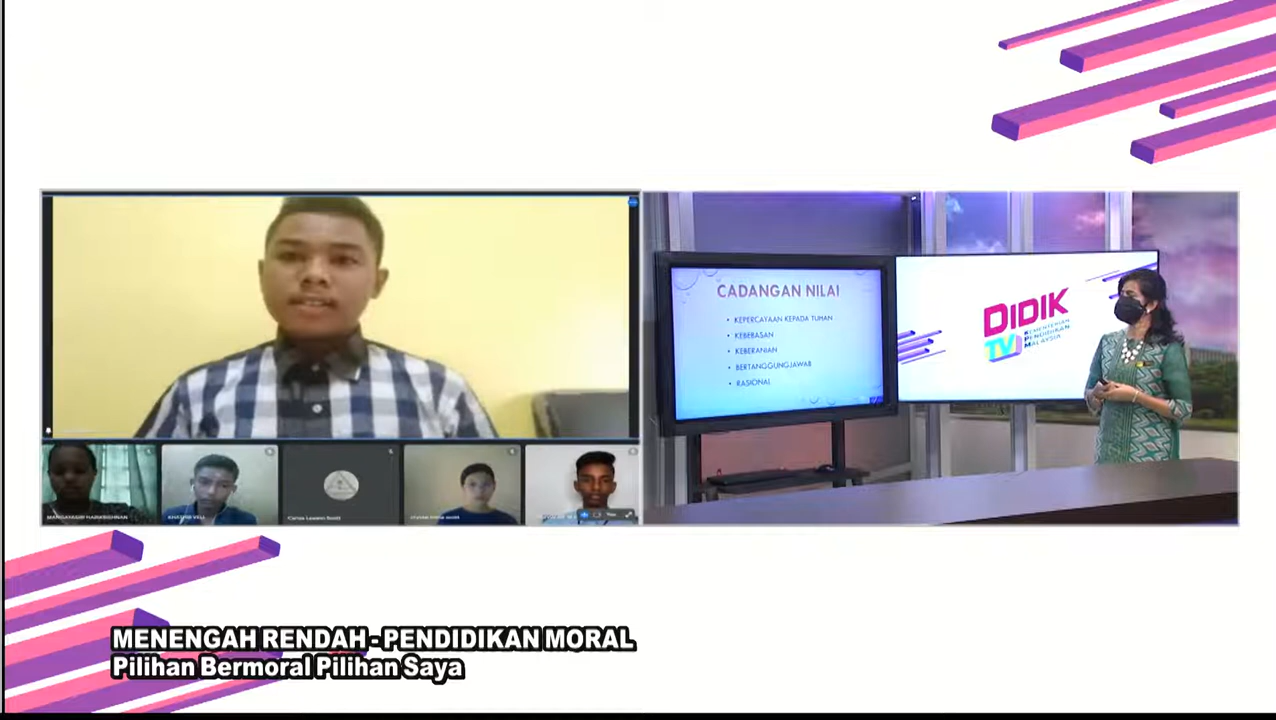 CADANGAN NILAI
• KEPERCAYAAN KEPADA TUHAN
• KEBEBASAN
• KEBERANIAN
• BERTANGGUNGJAWAB
• RASIONAL
DIDIK
TV
KEMENTERIAN
PENDIDIKAN
MALAYSIA
MENENGAH RENDAH - PENDIDIKAN MORAL
Pilihan Bermoral Pilihan Saya